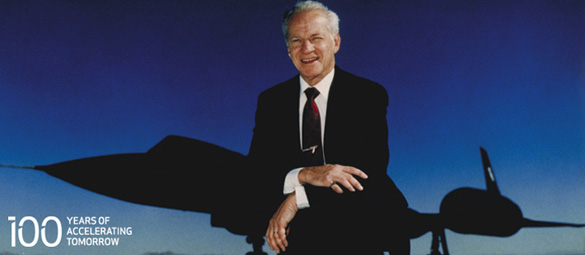 100 YEARS OF
ACCELERATING
TOMORROW